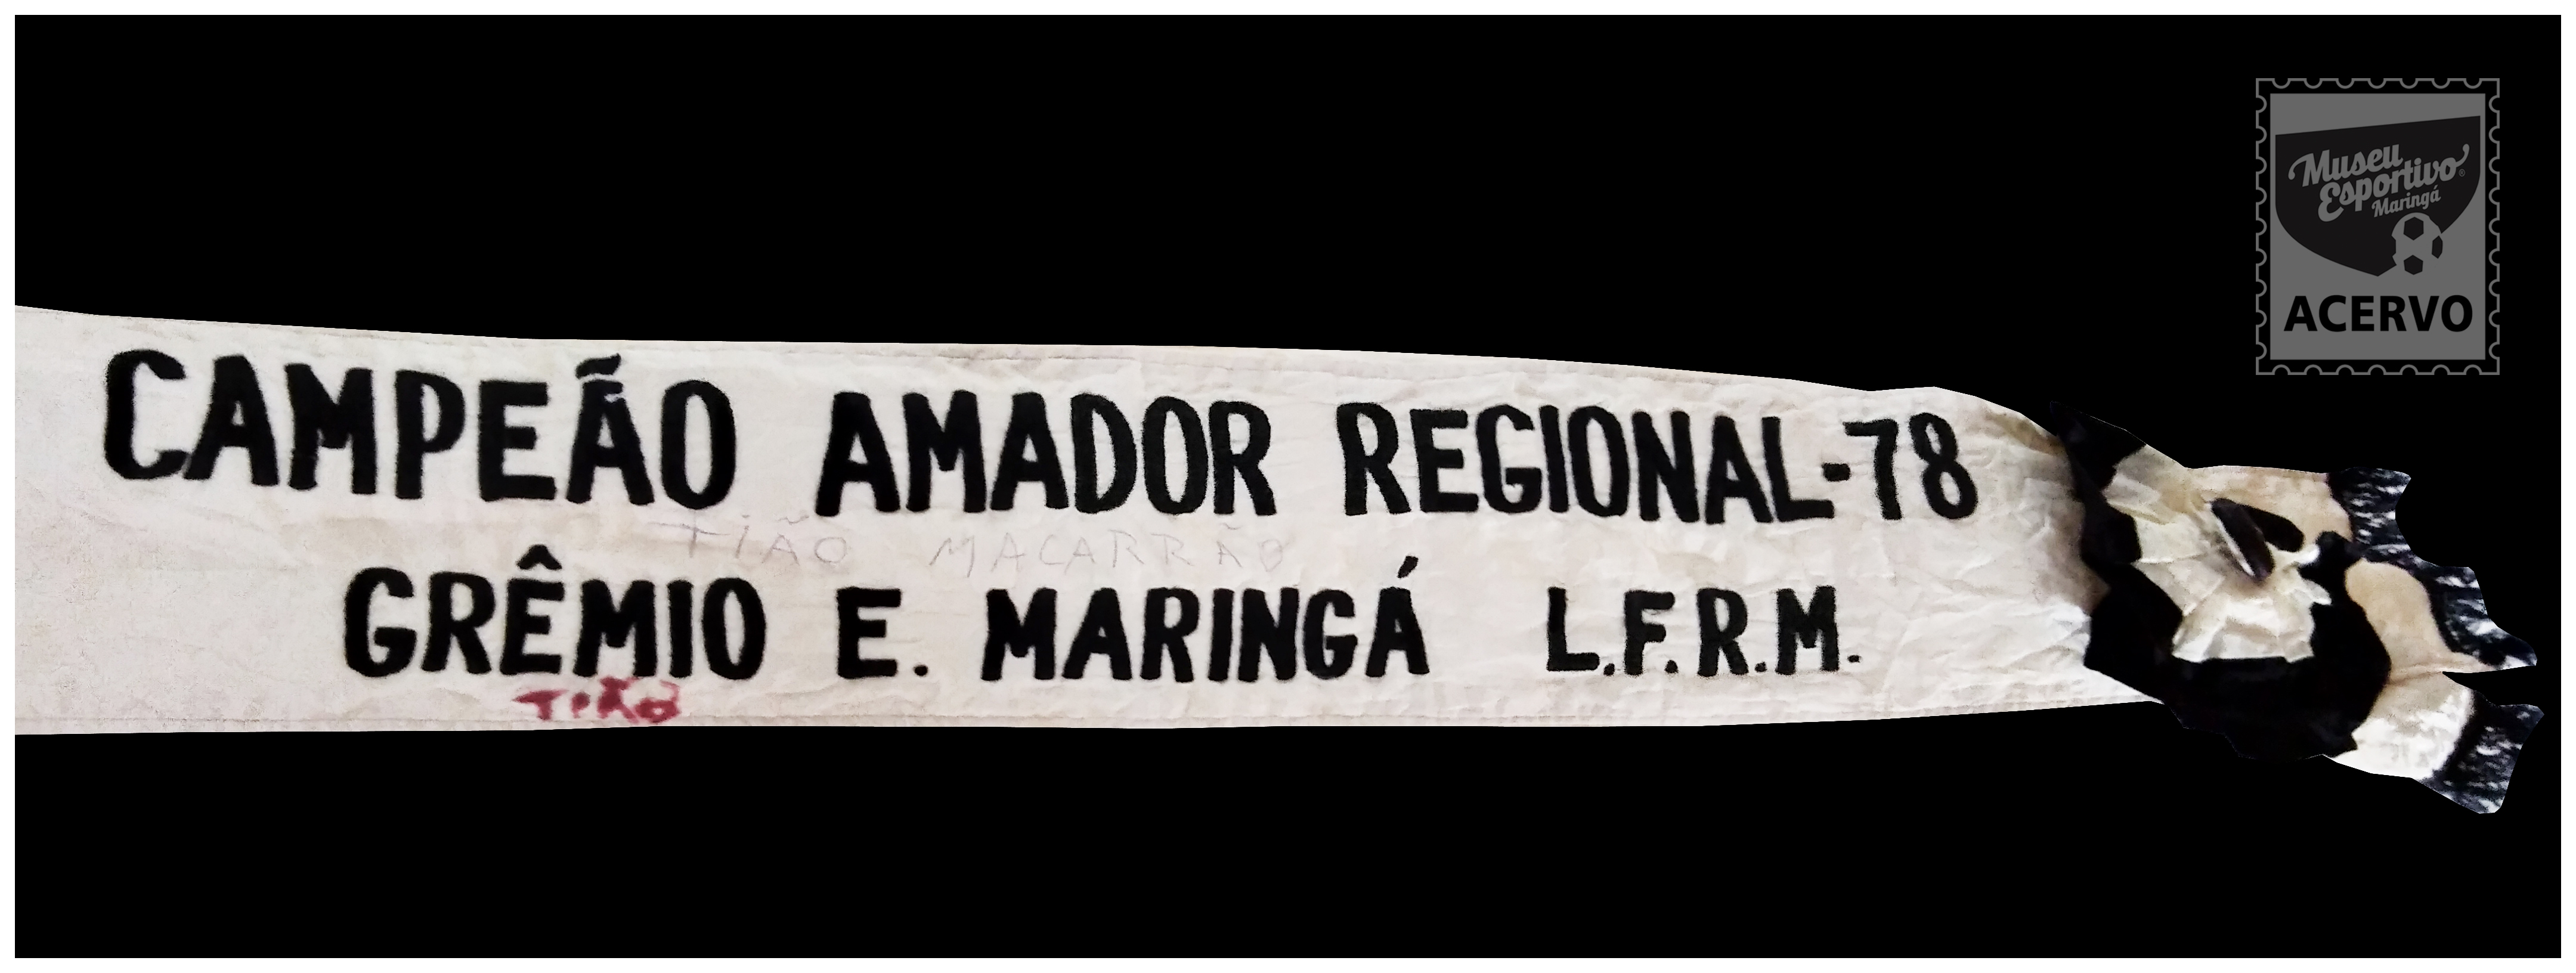 Museu
Esportivo®
Maringá
ACERVO
CAMPEÃO AMADOR REGIONAL-78
TIÃO MACARRÃO
GRÊMIO E. MARINGÁ L.F.R.M.
TIÃO